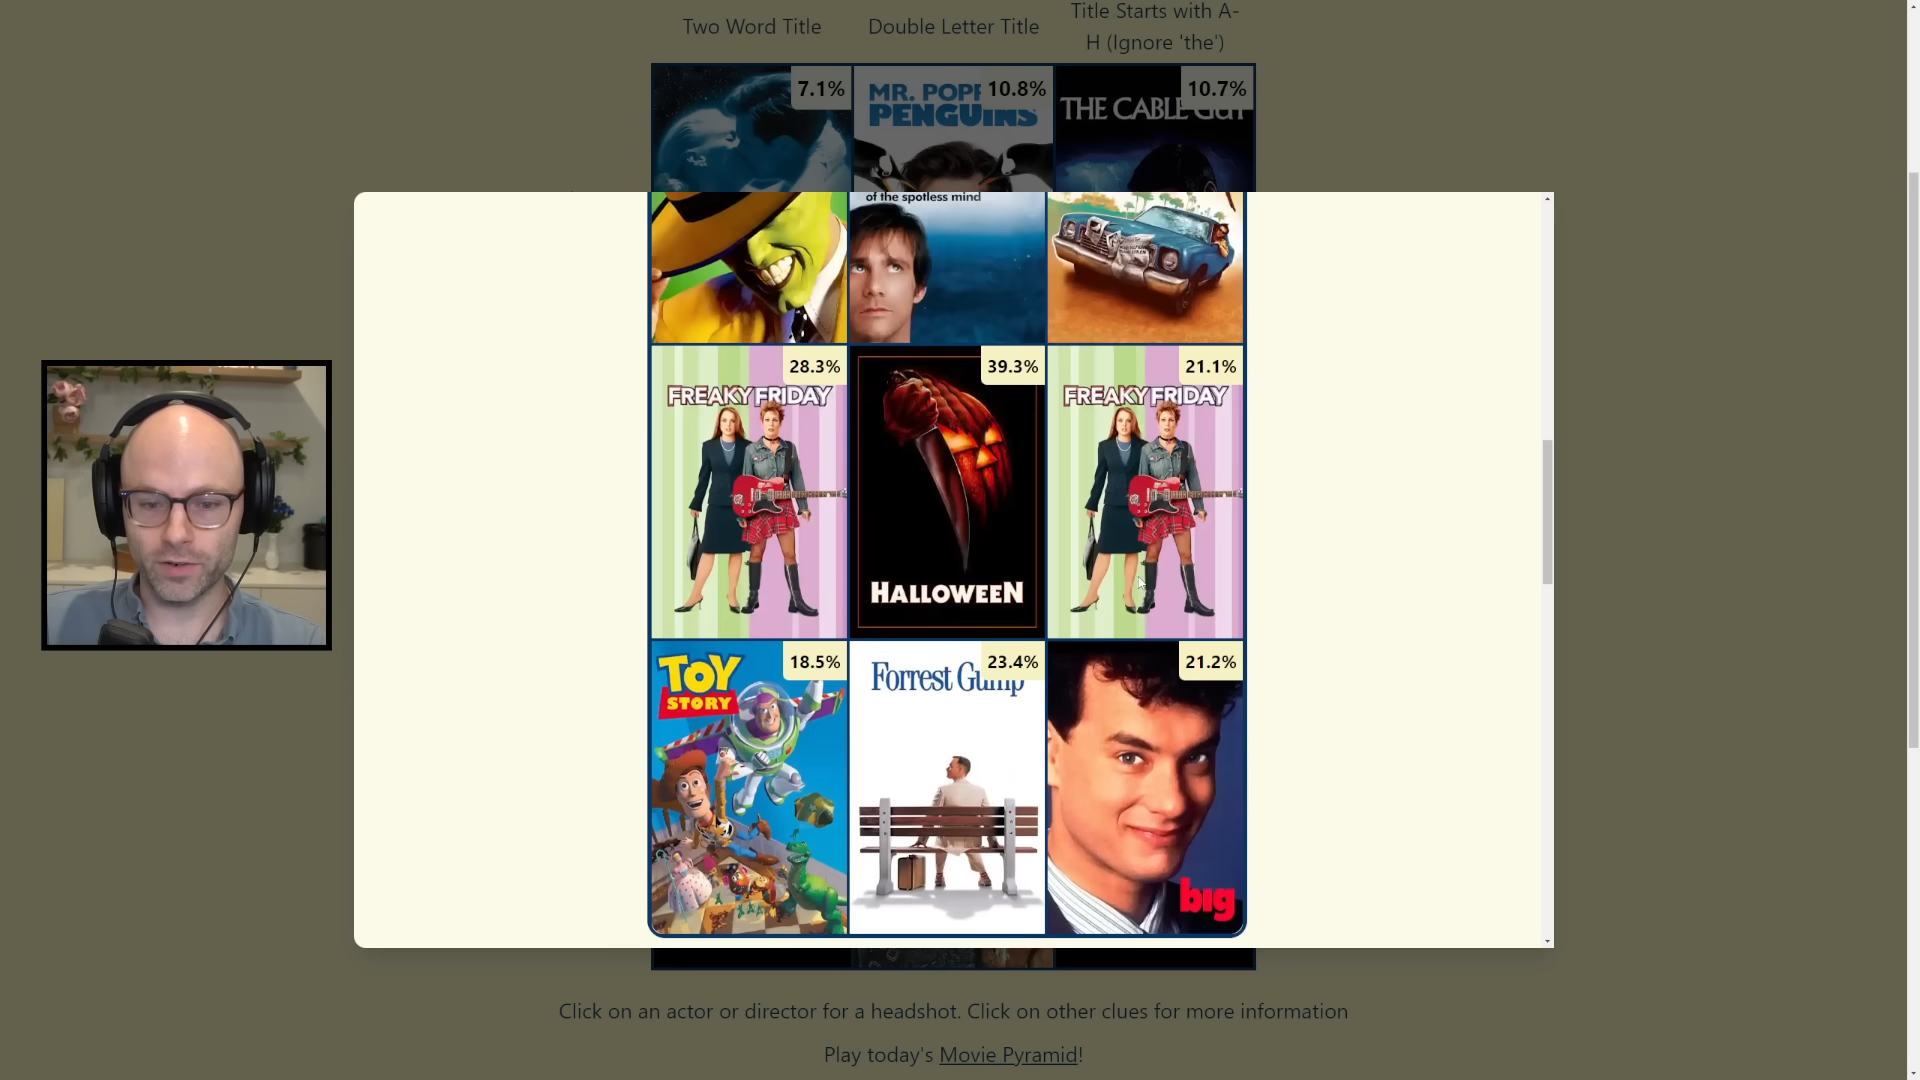 Two Word Title
Double Letter Title
Title Starts with A-
H (Ignore 'the')
7.1%
MR. POPP
10.8%
PENGUINS
10.7%
THE CABLE GUY
of the spotless mind
28.3%
FREAKY FRIDAY
39.3%
HALLOWEEN
21.1%
FREAKY FRIDAY
18.5%
TOY
STORY
23.4%
Forrest Gump
21.2%
big
Click on an actor or director for a headshot. Click on other clues for more information
Play today's Movie Pyramid!